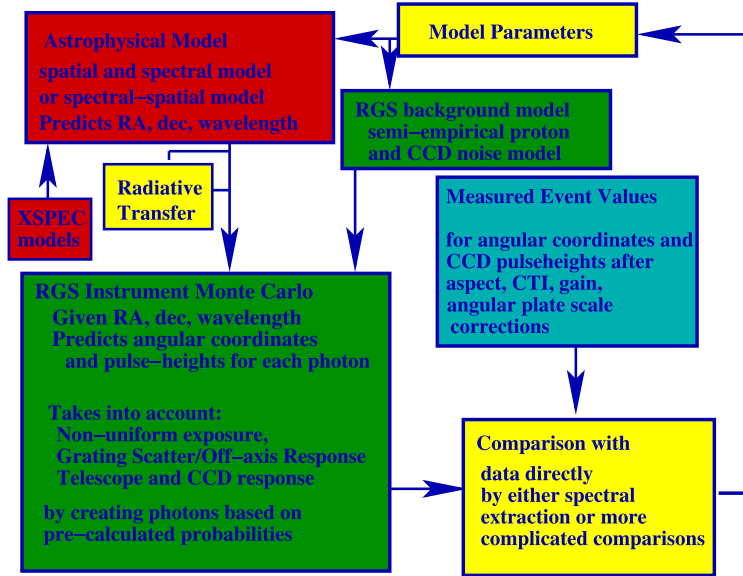 Astrophysical Model
spatial and spectral model
or spectral−spatial model
Predicts RA, dec, wavelength
Model Parameters
RGS background model
semi−empirical proton
and CCD noise model
Radiative
Transfer
XSPEC
models
Measured Event Values
for angular coordinates and
CCD pulseheights after
aspect, CTI, gain,
angular plate scale
corrections
RGS Instrument Monte Carlo
Given RA, dec, wavelength
Predicts angular coordinates
and pulse−heights for each photon
Takes into account:
Non−uniform exposure,
Grating Scatter/Off−axis Response
Telescope and CCD response
by creating photons based on
pre−calculated probabilities
Comparison with
data directly
by either spectral
extraction or more
complicated comparisons